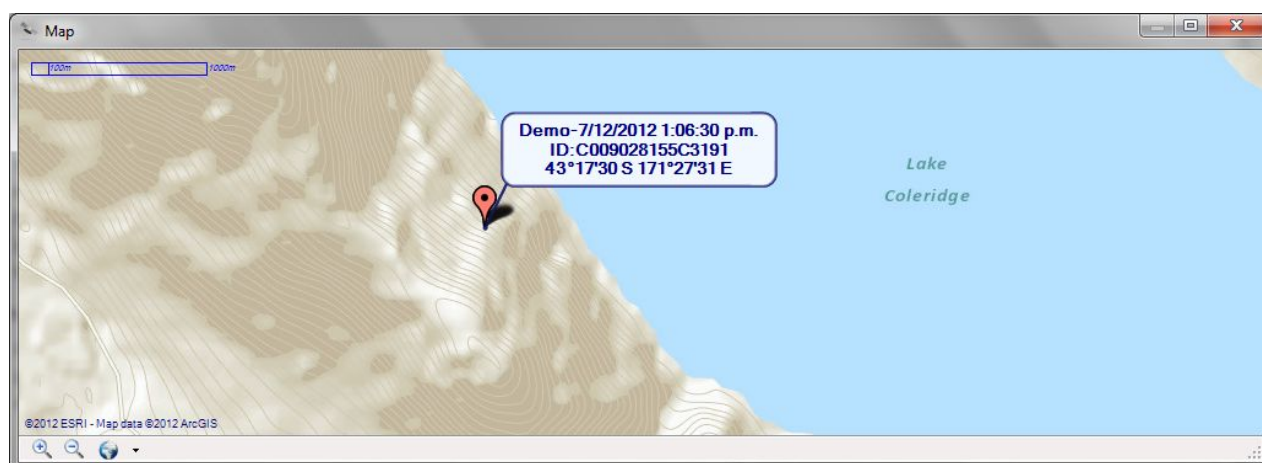 Map
100m 1000m
Demo-7/12/2012 1:06:30 p.m.
ID:C009028155C3191
43°17'30 S 171°27'31 E
Lake
Coleridge
©2012 ESRI - Map data ©2012 ArcGIS